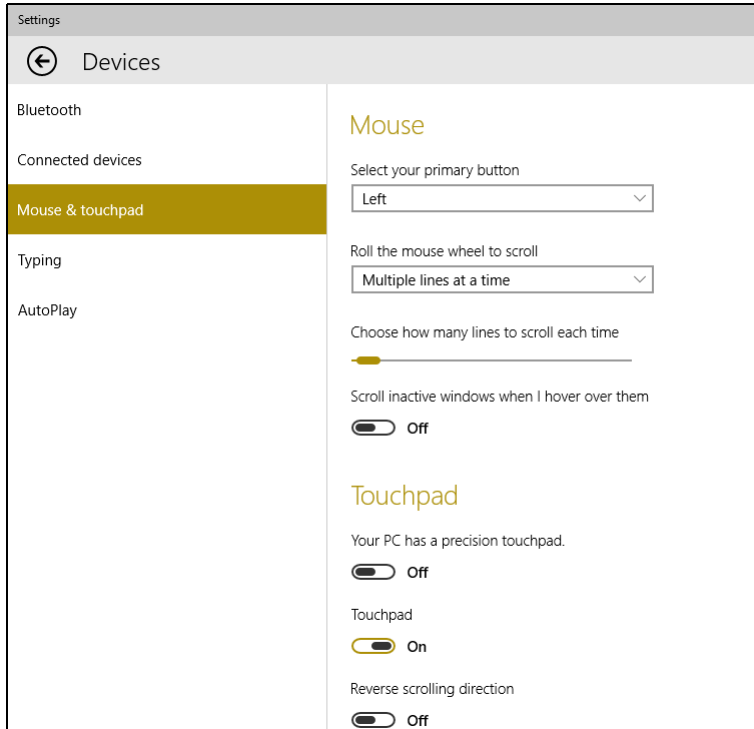 Settings
Devices
Bluetooth
Connected devices
Mouse & touchpad
Typing
AutoPlay
Mouse
Select your primary button
Left
Roll the mouse wheel to scroll
Multiple lines at a time
Choose how many lines to scroll each time
Scroll inactive windows when I hover over them
Off
Touchpad
Your PC has a precision touchpad.
Off
Touchpad
On
Reverse scrolling direction
Off